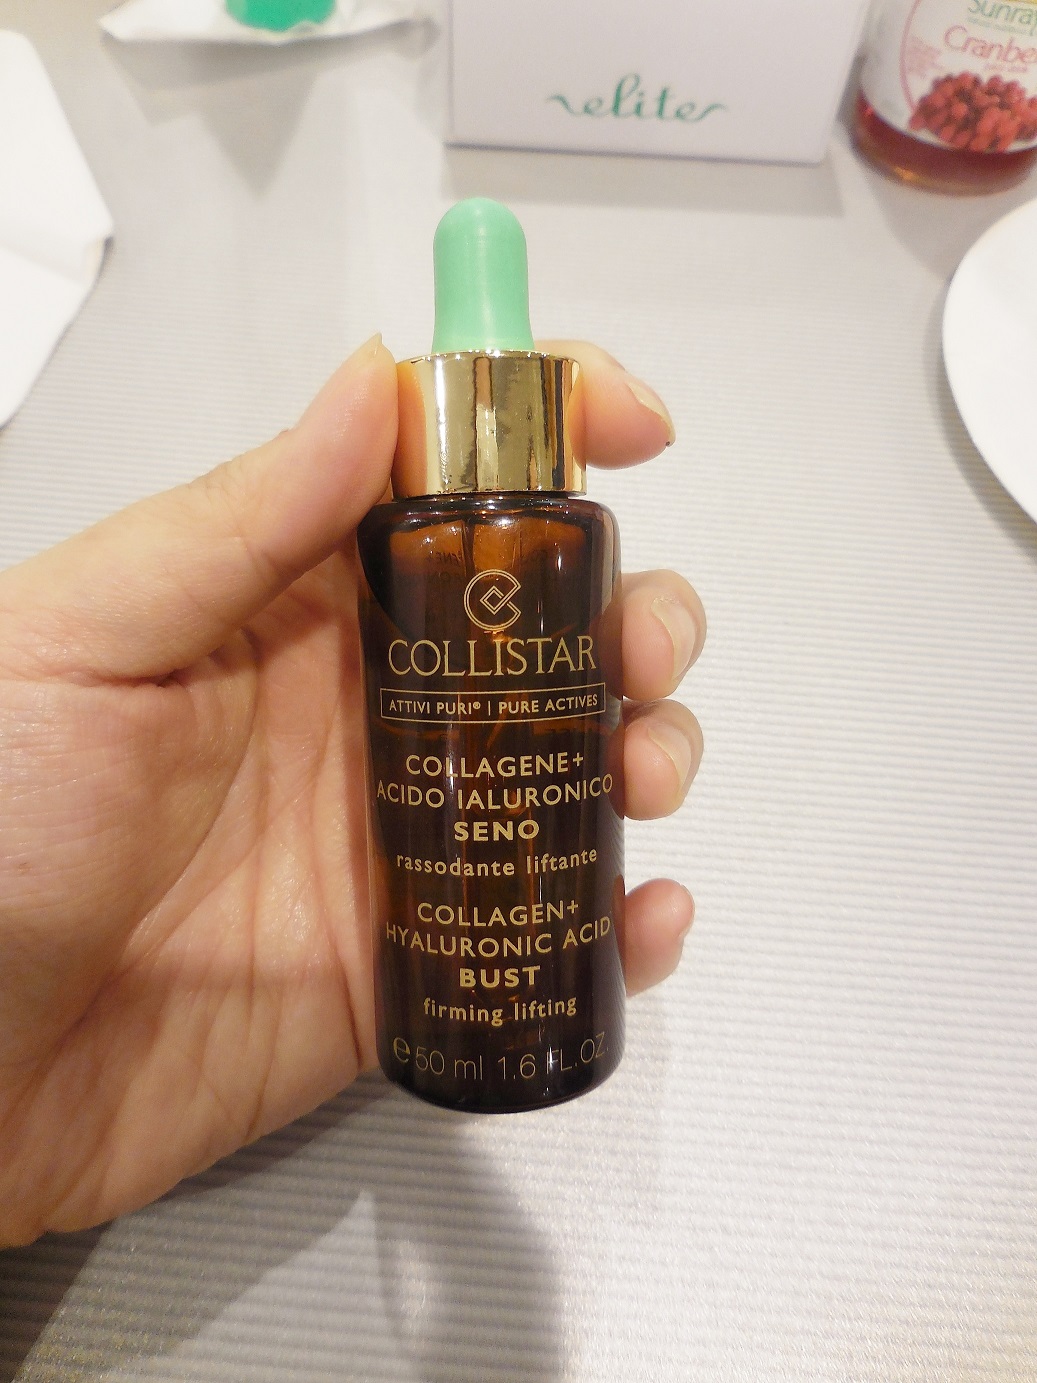 elite
Cranbe
COLLISTAR
ATTIVI PURI® | PURE ACTIVES
COLLAGENE+
ACIDO IALURONICO
SENO
rassodante liftante
COLLAGEN+
HYALURONIC ACID
BUST
firming lifting
e 50 ml 1.6 FL.OZ.